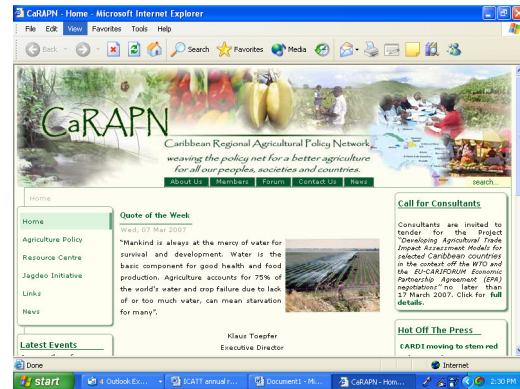 CaRAPN - Home - Microsoft Internet Explorer
File Edit View Favorites Tools Help
Back Search Favorites Media
CaRAPN
Caribbean Regional Agricultural Policy Network
weaving the policy net for a better agriculture
for all our peoples, societies and countries.
About Us Members Forum Contact Us News
search...
Home
Home
Agriculture Policy
Resource Centre
Jagdeo Initiative
Links
News
Latest Events
Quote of the Week
Wed, 07 Mar 2007
"Mankind is always at the mercy of water for
survival and development. Water is the
basic component for good health and food
production. Agriculture accounts for 75% of
the world's water and crop failure due to lack
of or too much water, can mean starvation
for many".
Klaus Toepfer
Executive Director
Call for Consultants
Consultants are invited to
tender for the Project
"Developing Agricultural Trade
Impact Assessment Models for
selected Caribbean countries
in the context off the WTO and
the EU-CARIFORUM Economic
Partnership Agreement (EPA)
negotiations" no later than
17 March 2007. Click for full
details.
Hot Off The Press
CARDI moving to stem red
Done
Internet
start
4 Outlook Ex...
ICATT annual r...
Document1 - Mi...
CaRAPN - Hom...
2:30 PM